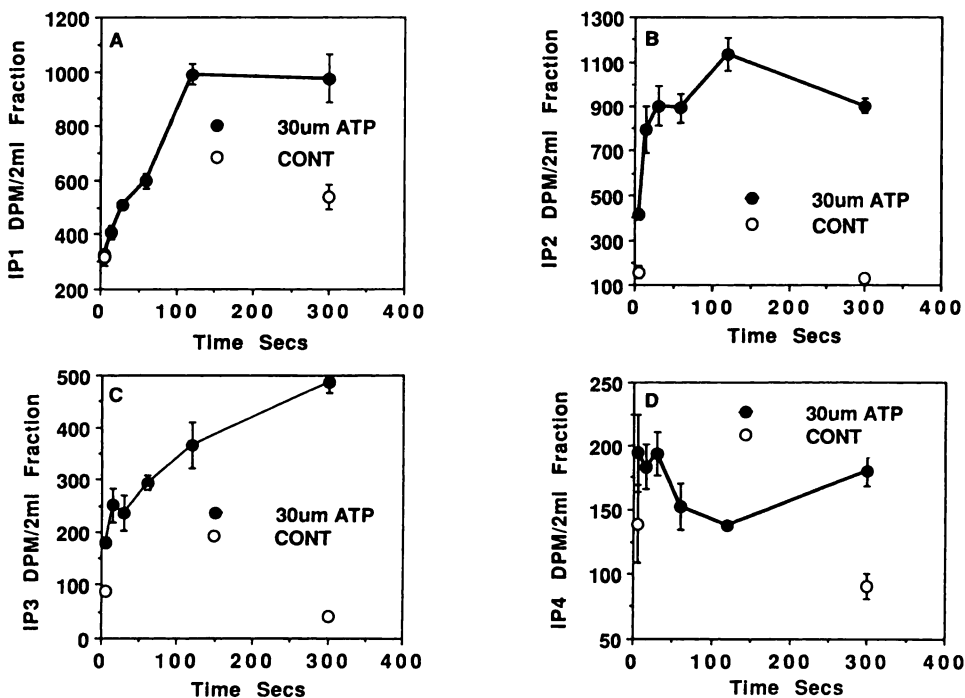 A
IP1 DPM/2ml Fraction
1200
1000
800
600
400
200
30um ATP
CONT
0 100 200 300 400
Time Secs
B
IP2 DPM/2ml Fraction
1300
1100
900
700
500
300
100
30um ATP
CONT
0 100 200 300 400
Time Secs
C
IP3 DPM/2ml Fraction
500
400
300
200
100
0
30um ATP
CONT
0 100 200 300 400
Time Secs
D
IP4 DPM/2ml Fraction
250
200
150
100
50
30um ATP
CONT
0 100 200 300 400
Time Secs